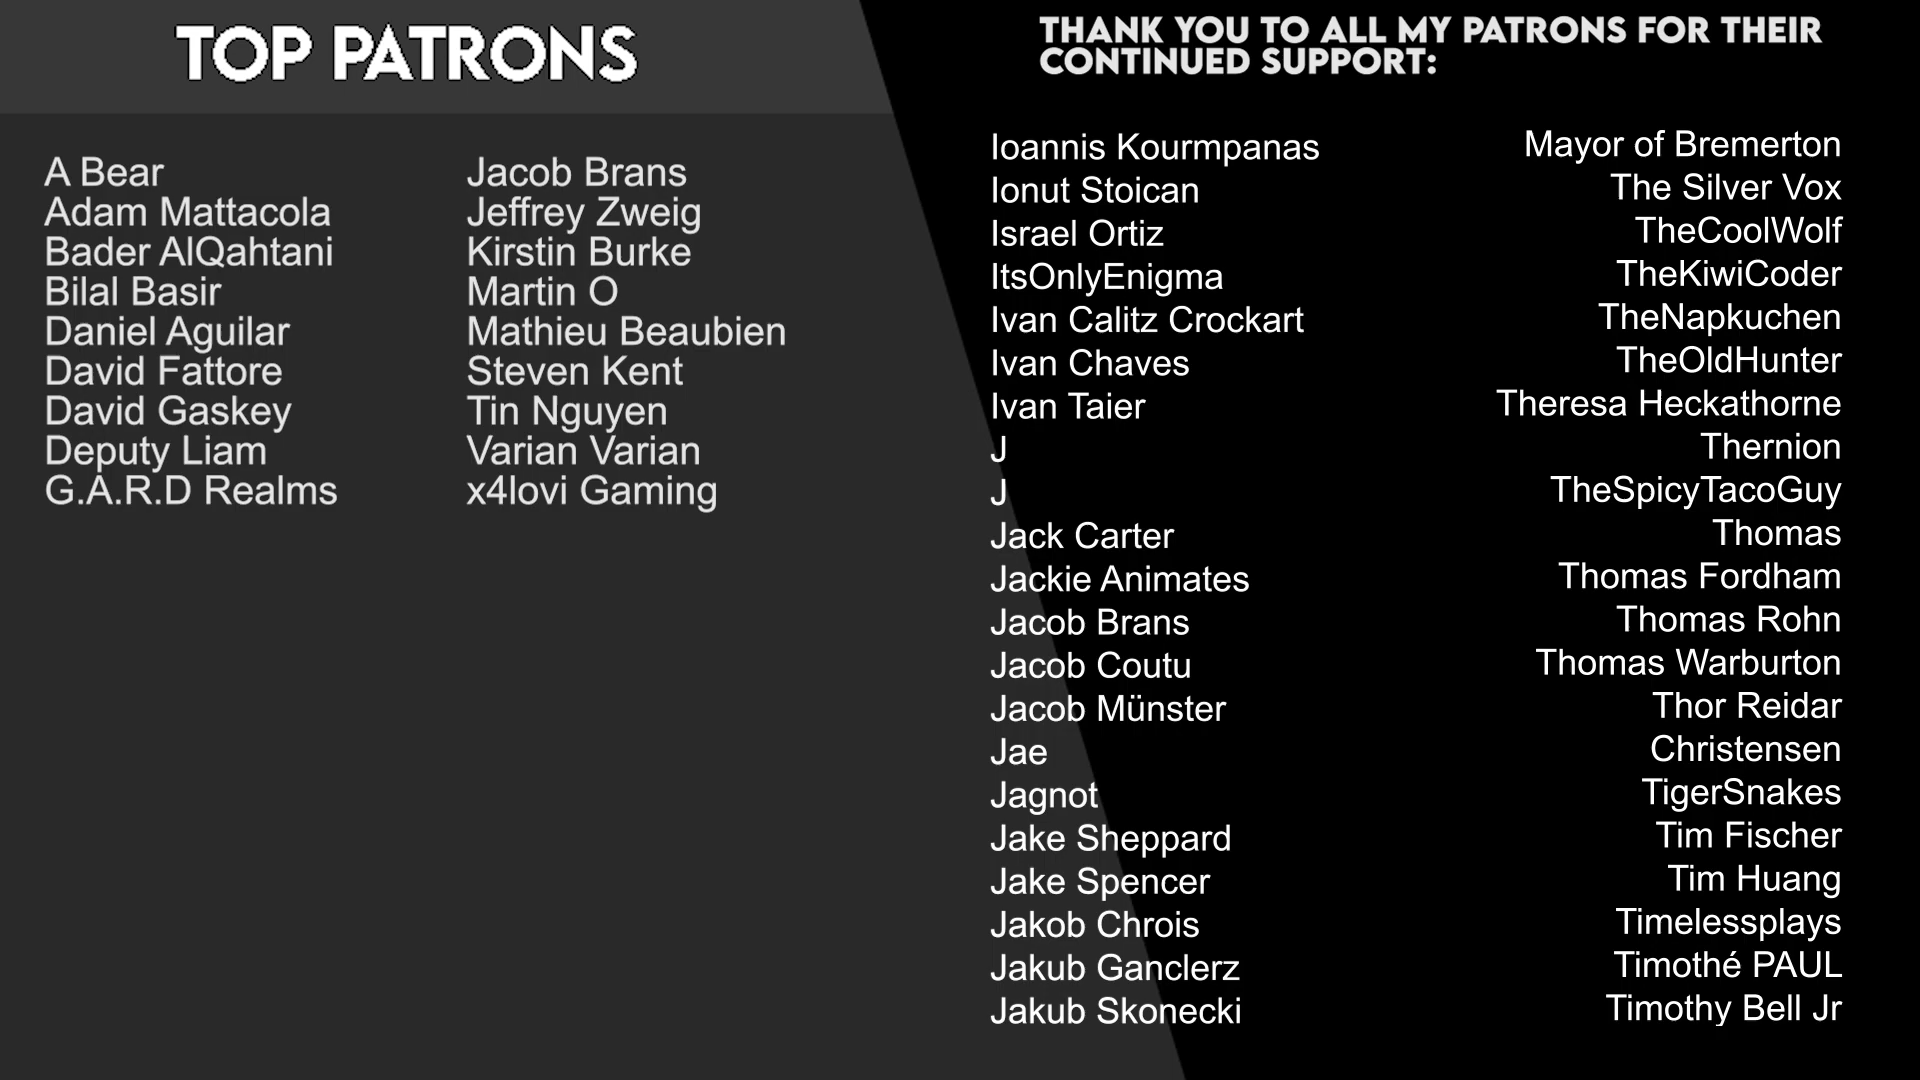 TOP PATRONS
A Bear
Adam Mattacola
Bader AlQahtani
Bilal Basir
Daniel Aguilar
David Fattore
David Gaskey
Deputy Liam
G.A.R.D Realms
Jacob Brans
Jeffrey Zweig
Kirstin Burke
Martin O
Mathieu Beaubien
Steven Kent
Tin Nguyen
Varian Varian
x4lovi Gaming
THANK YOU TO ALL MY PATRONS FOR THEIR
CONTINUED SUPPORT:
Ioannis Kourmpanas
Ionut Stoican
Israel Ortiz
ItsOnlyEnigma
Ivan Calitz Crockart
Ivan Chaves
Ivan Taier
J
J
Jack Carter
Jackie Animates
Jacob Brans
Jacob Coutu
Jacob Münster
Jae
Jagnot
Jake Sheppard
Jake Spencer
Jakob Chrois
Jakub Ganclerz
Jakub Skonecki
Mayor of Bremerton
The Silver Vox
TheCoolWolf
TheKiwiCoder
TheNapkuchen
TheOldHunter
Theresa Heckathorne
Thernion
TheSpicyTacoGuy
Thomas
Thomas Fordham
Thomas Rohn
Thomas Warburton
Thor Reidar
Christensen
TigerSnakes
Tim Fischer
Tim Huang
Timelessplays
Timothé PAUL
Timothy Bell Jr